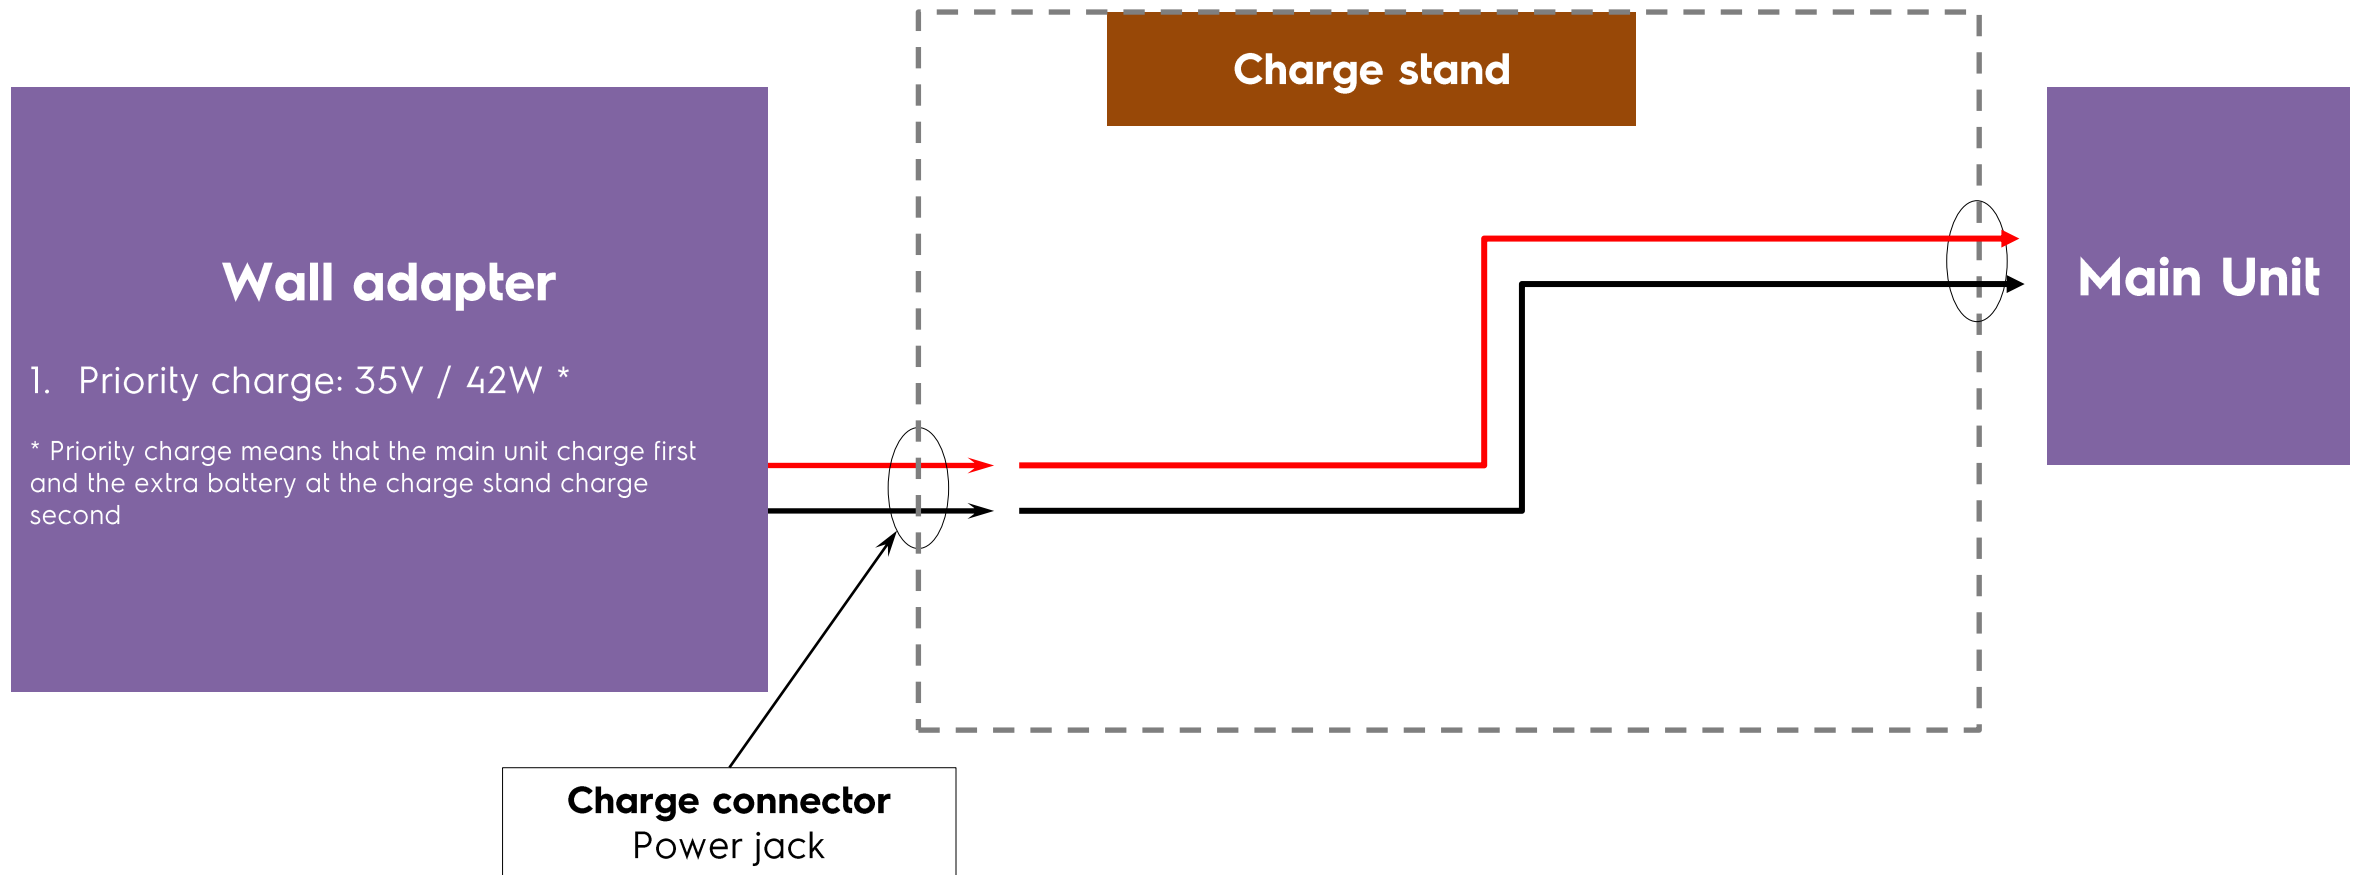 Charge stand
Wall adapter
1. Priority charge: 35V / 42W *
* Priority charge means that the main unit charge first
and the extra battery at the charge stand charge
second
Main Unit
Charge connector
Power jack